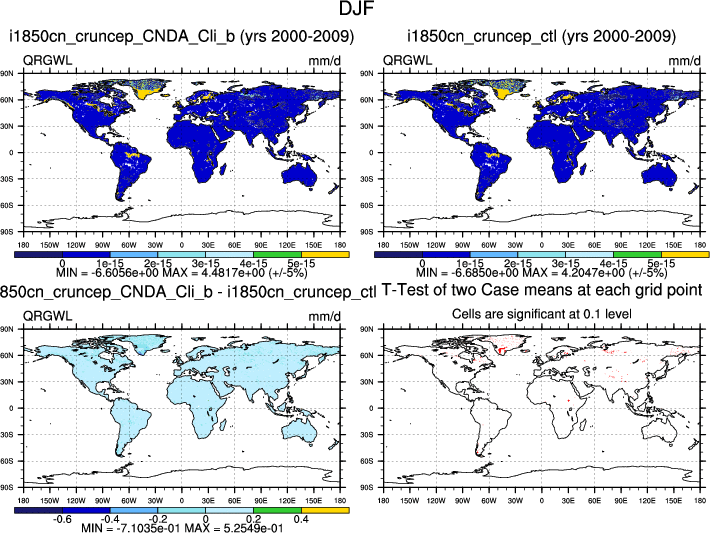 DJF
i1850cn_cruncep_CNDA_Cli_b (yrs 2000-2009)
QRGWL mm/d
90N
60N
30N
0
30S
60S
90S
180 150W 120W 90W 60W 30W 0 30E 60E 90E 120E 150E 180
0 1e-15 2e-15 3e-15 4e-15 5e-15
MIN = -6.6056e+00 MAX = 4.4817e+00 (+/-5%)
i1850cn_cruncep_ctl (yrs 2000-2009)
QRGWL mm/d
90N
60N
30N
0
30S
60S
90S
180 150W 120W 90W 60W 30W 0 30E 60E 90E 120E 150E 180
0 1e-15 2e-15 3e-15 4e-15 5e-15
MIN = -6.6850e+00 MAX = 4.2047e+00 (+/-5%)
850cn_cruncep_CNDA_Cli_b - i1850cn_cruncep_ctl
QRGWL mm/d
90N
60N
30N
0
30S
60S
90S
180 150W 120W 90W 60W 30W 0 30E 60E 90E 120E 150E 180
-0.6 -0.4 -0.2 0 0.2 0.4
MIN = -7.1035e-01 MAX = 5.2549e-01
T-Test of two Case means at each grid point
Cells are significant at 0.1 level
90N
60N
30N
0
30S
60S
90S
180 150W 120W 90W 60W 30W 0 30E 60E 90E 120E 150E 180